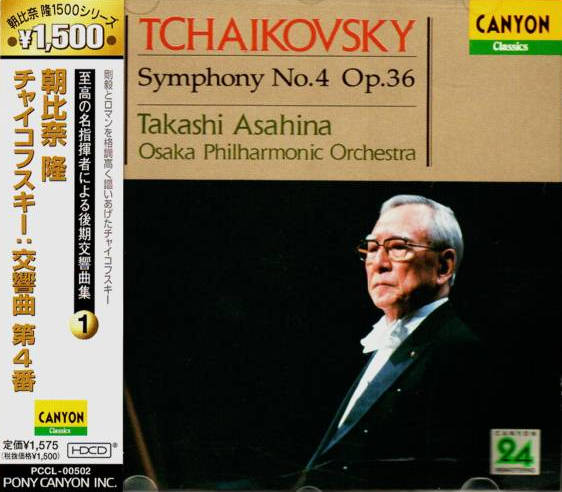 朝比奈 隆1500シリーズ
¥1,500
朝比奈 隆
チャイコフスキー:交響曲 第4番
剛毅とロマンを格調高く謳いあげたチャイコフスキー
至高の名指揮者による後期交響曲集
1
CANYON
Classics
定価¥1,575
(税抜価格¥1,500)
HDCD®
PCCL-00502
PONY CANYON INC.
TCHAIKOVSKY
Symphony No.4 Op.36
Takashi Asahina
Osaka Philharmonic Orchestra
CANYON
Classics
CANYON
24